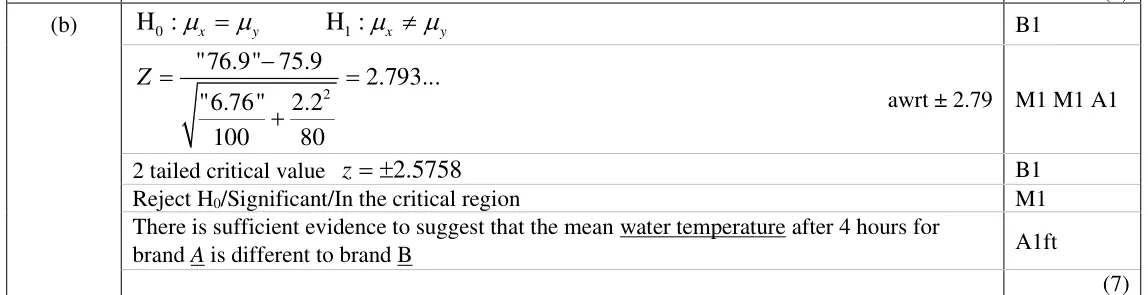 (b) H₀ : μₓ = μᵧ H₁ : μₓ ≠ μᵧ B1
Z = ("76.9" − 75.9) / √("6.76"/100 + 2.2²/80) = 2.793...
awrt ± 2.79 M1 M1 A1
2 tailed critical value z = ±2.5758 B1
Reject H₀/Significant/In the critical region M1
There is sufficient evidence to suggest that the mean water temperature after 4 hours for
brand A is different to brand B A1ft
(7)